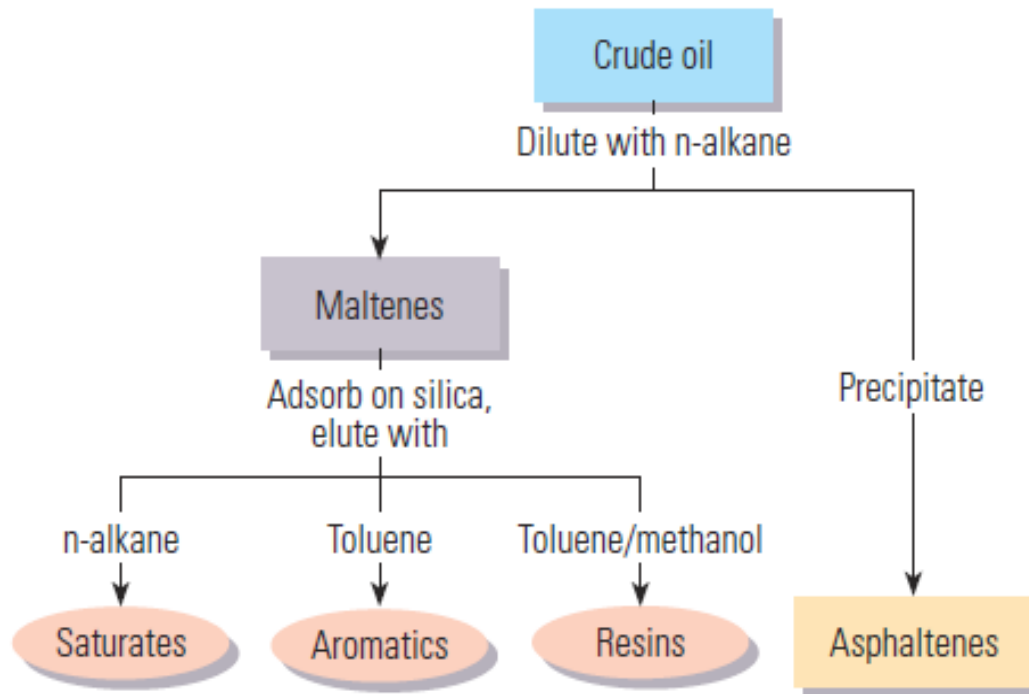 Crude oil
Dilute with n-alkane
Maltenes
Adsorb on silica,
elute with
Precipitate
n-alkane
Toluene
Toluene/methanol
Saturates
Aromatics
Resins
Asphaltenes